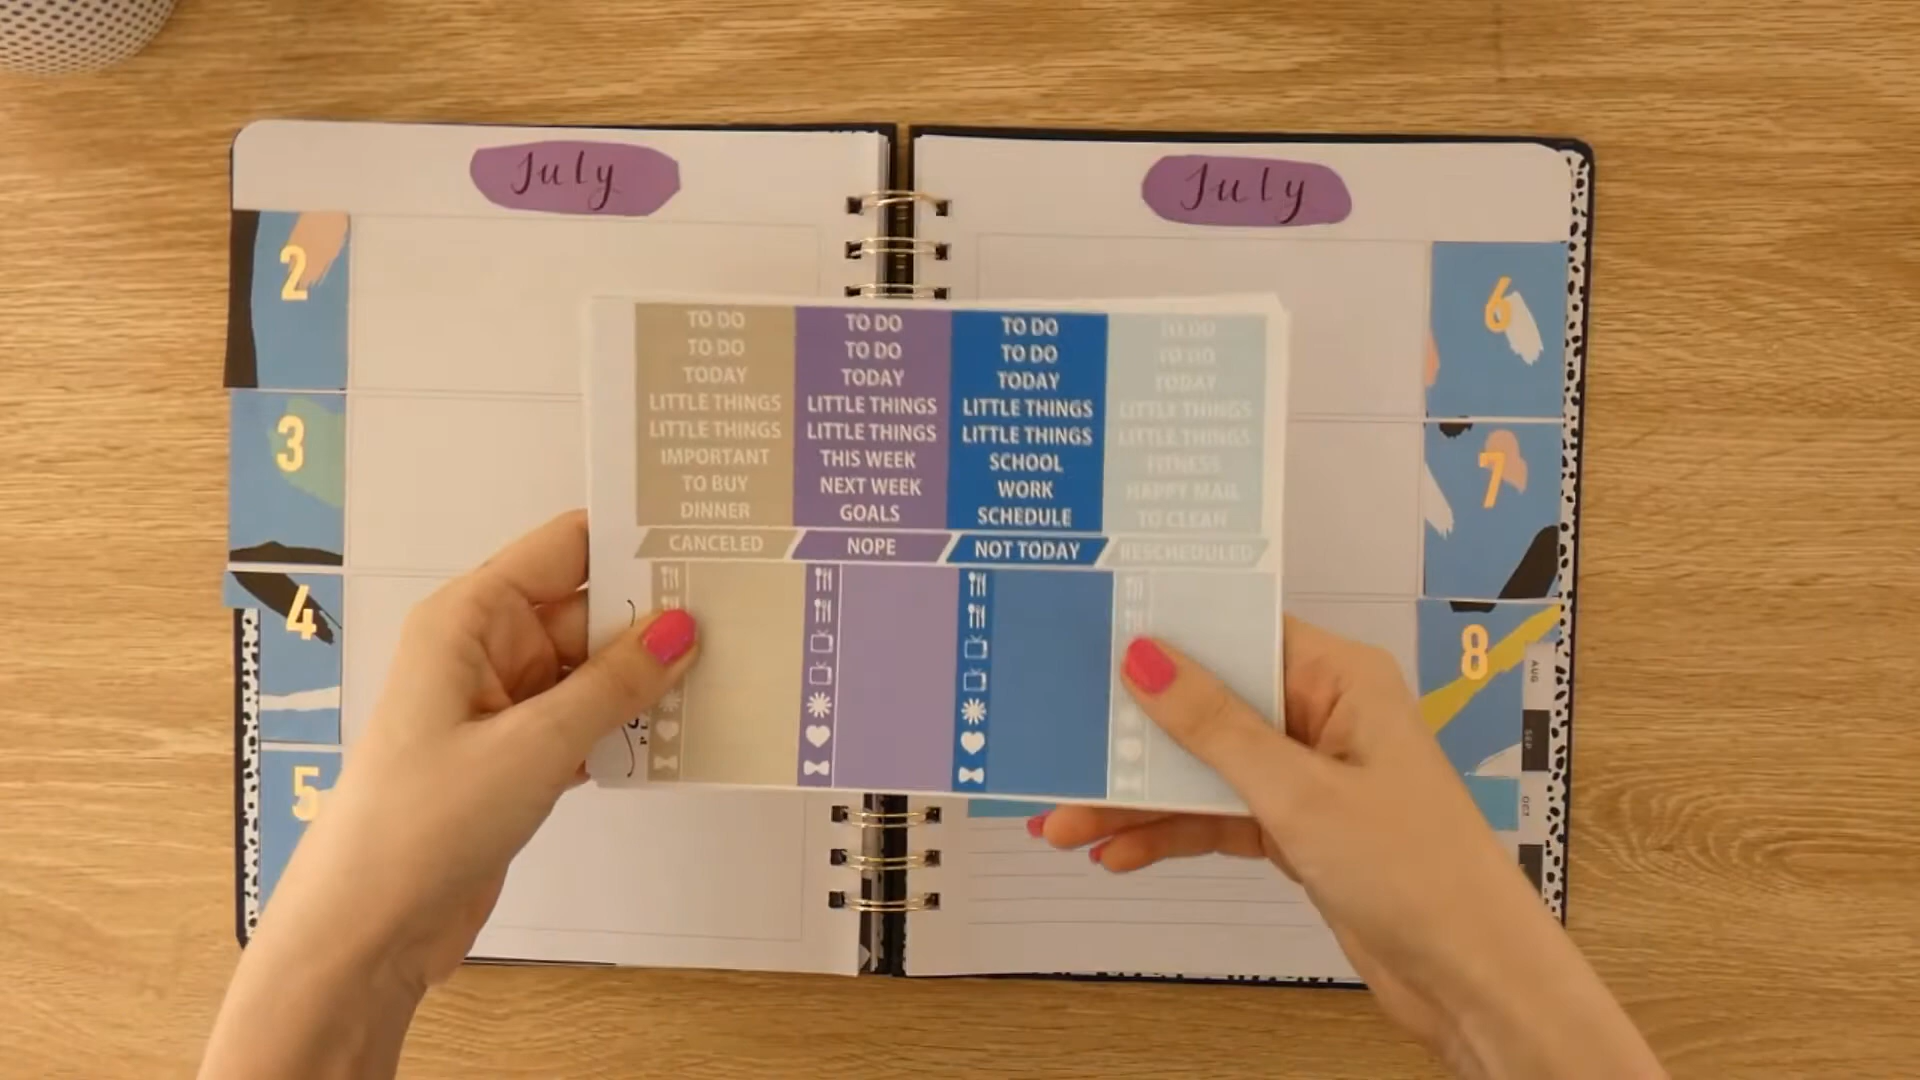 July
July
2
3
4
5
6
7
8
TO DO
TO DO
TODAY
LITTLE THINGS
LITTLE THINGS
IMPORTANT
TO BUY
DINNER
CANCELED
TO DO
TO DO
TODAY
LITTLE THINGS
LITTLE THINGS
THIS WEEK
NEXT WEEK
GOALS
NOPE
TO DO
TO DO
TODAY
LITTLE THINGS
LITTLE THINGS
SCHOOL
WORK
SCHEDULE
NOT TODAY
TO DO
TO DO
TODAY
LITTLE THINGS
LITTLE THINGS
FITNESS
HAPPY MAIL
TO CLEAN
RESCHEDULED
AUG
SEP
OCT